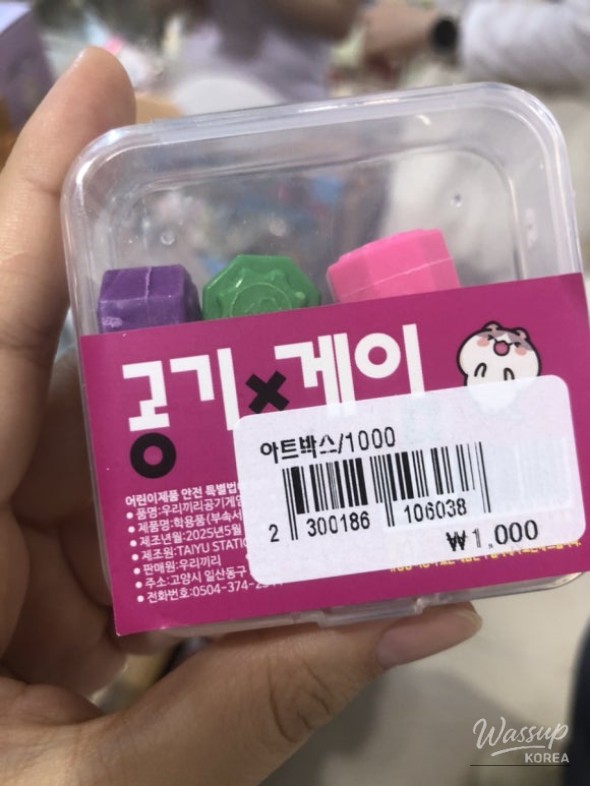 공기×게이
아트박스/1000
2 300186 106038
₩1,000
어린이제품 안전 특별법
• 품명:우리끼리공기게임
• 제품명:학용품(부속서
• 제조년월:2025년5월
• 제조원:TAIYU STATIO
• 판매원:우리끼리
• 주소:고양시 일산동구
• 전화번호:0504-374-2
Wassup
KOREA